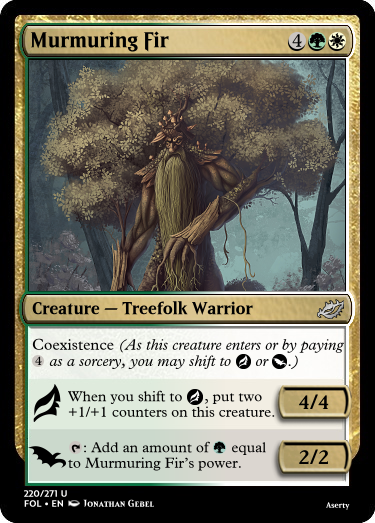 Murmuring Fir 4
Creature — Treefolk Warrior
Coexistence (As this creature enters or by paying
4 as a sorcery, you may shift to or .)
When you shift to , put two
+1/+1 counters on this creature.
4/4
: Add an amount of equal
to Murmuring Fir's power.
2/2
220/271 U
FOL • EN Jonathan Gebel
Aserty